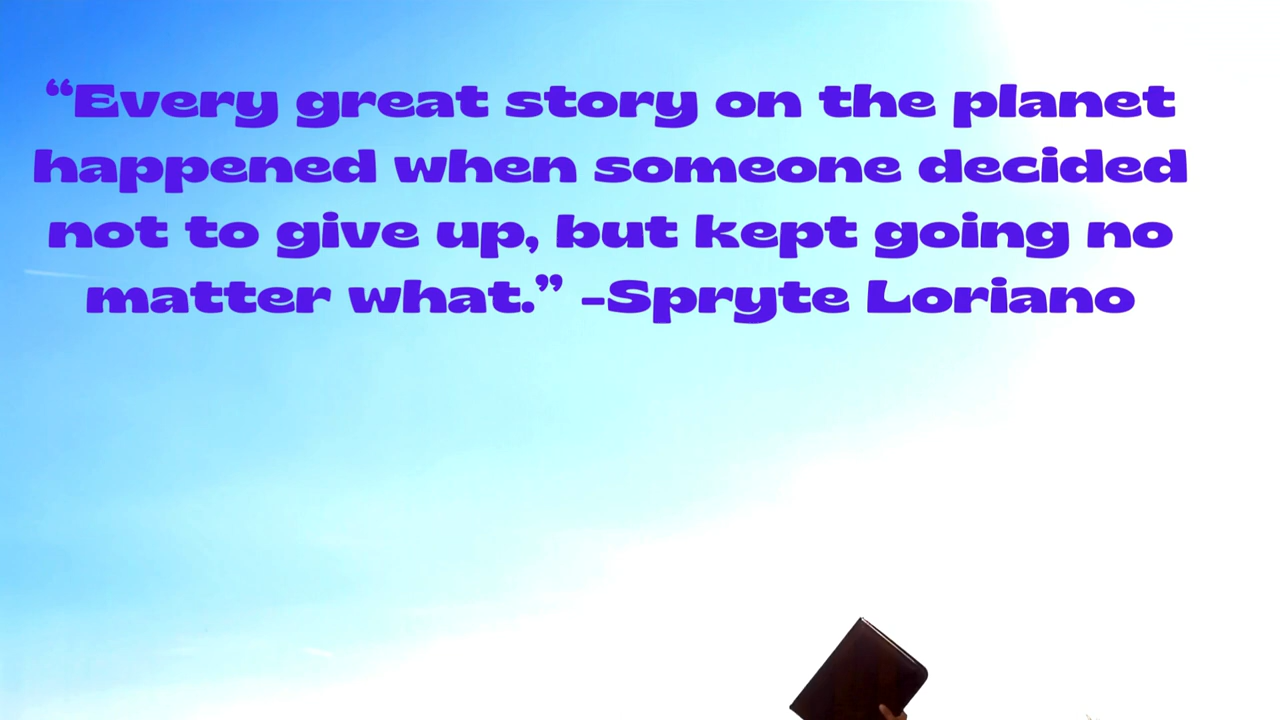 “Every great story on the planet
happened when someone decided
not to give up, but kept going no
matter what.” -Spryte Loriano